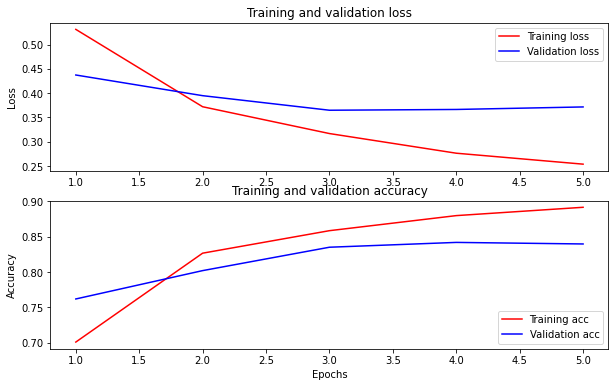 Training and validation loss
0.50
0.45
0.40
0.35
0.30
0.25
Loss
Training loss
Validation loss
1.0 1.5 2.0 2.5 3.0 3.5 4.0 4.5 5.0
Training and validation accuracy
0.90
0.85
0.80
0.75
0.70
Accuracy
Training acc
Validation acc
1.0 1.5 2.0 2.5 3.0 3.5 4.0 4.5 5.0
Epochs